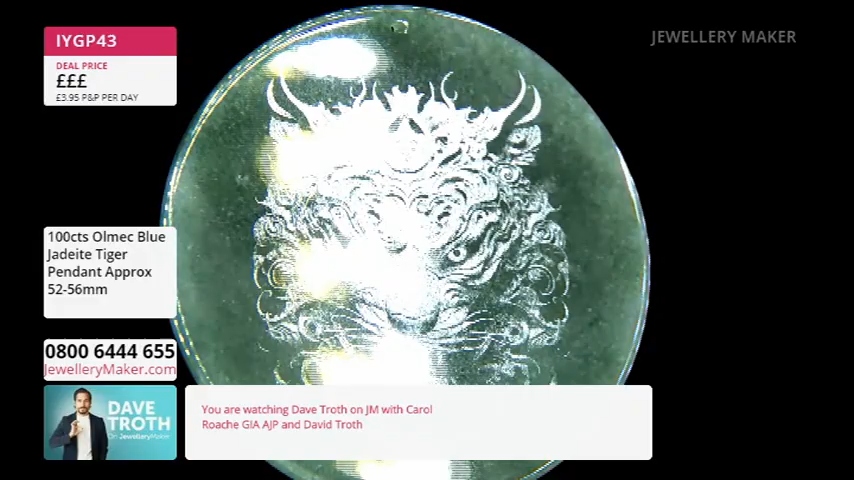 IYGP43
DEAL PRICE
£££
£3.95 P&P PER DAY
JEWELLERY MAKER
100cts Olmec Blue
Jadeite Tiger
Pendant Approx
52-56mm
0800 6444 655
JewelleryMaker.com
DAVE
TROTH
On JewelleryMaker
You are watching Dave Troth on JM with Carol
Roache GIA AJP and David Troth